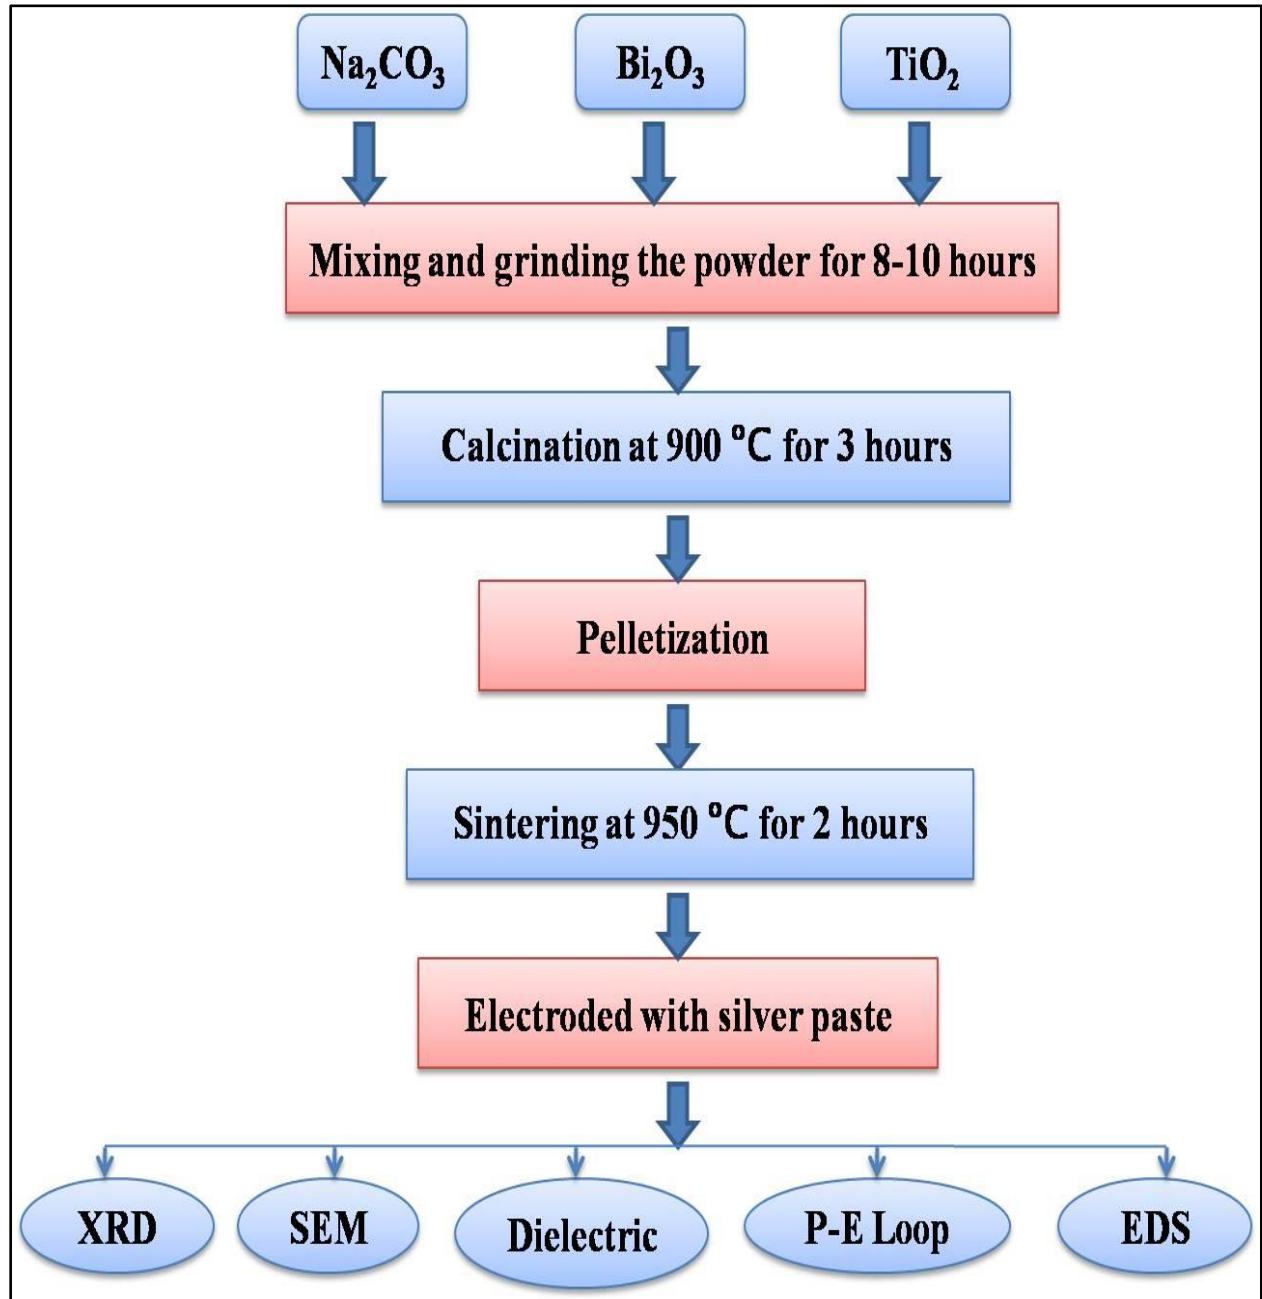 Na₂CO₃
Bi₂O₃
TiO₂
Mixing and grinding the powder for 8-10 hours
Calcination at 900 °C for 3 hours
Pelletization
Sintering at 950 °C for 2 hours
Electroded with silver paste
XRD
SEM
Dielectric
P-E Loop
EDS